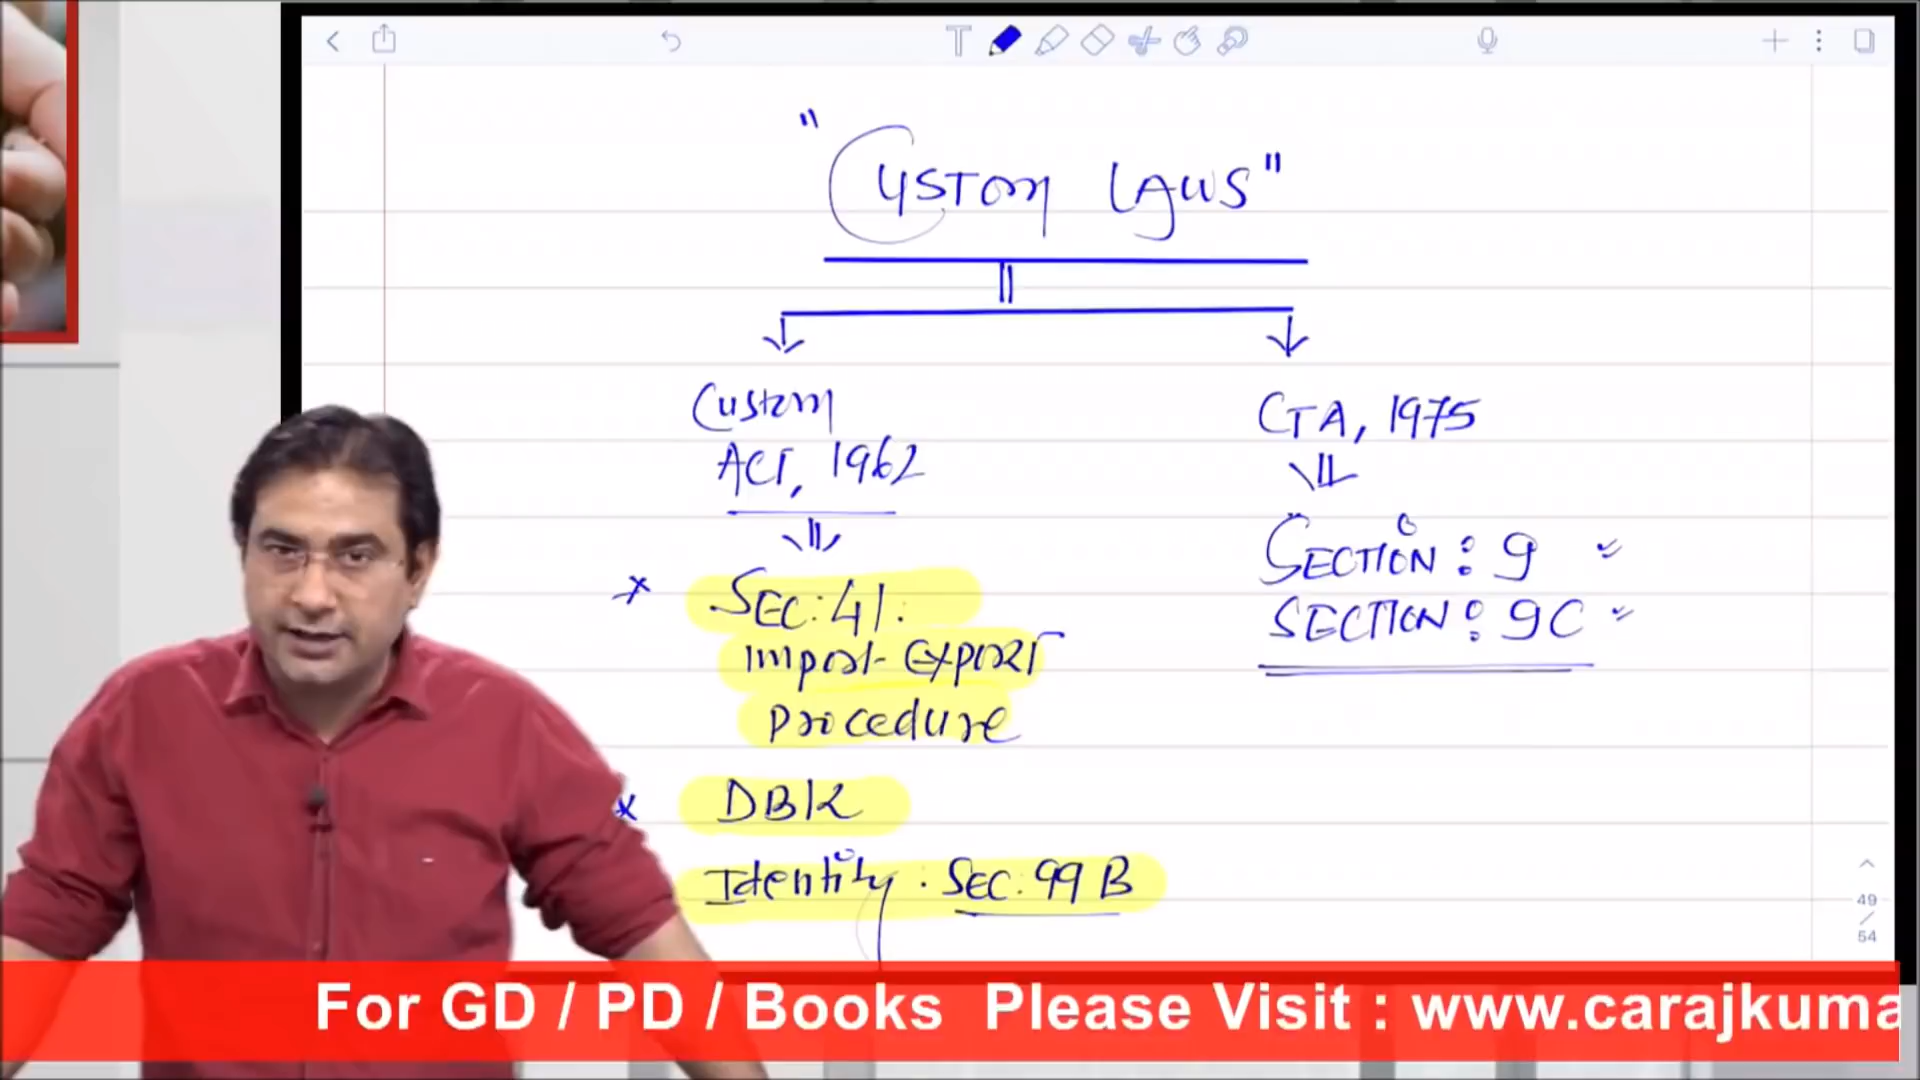 "Custom Laws"
Custom
Act, 1962
CTA, 1975
SECTION: 9
SECTION: 9C
SEC: 41:
Import-Export
Procedure
DBK
Identity: SEC. 99 B
49
/
54
For GD / PD / Books Please Visit : www.carajkuma